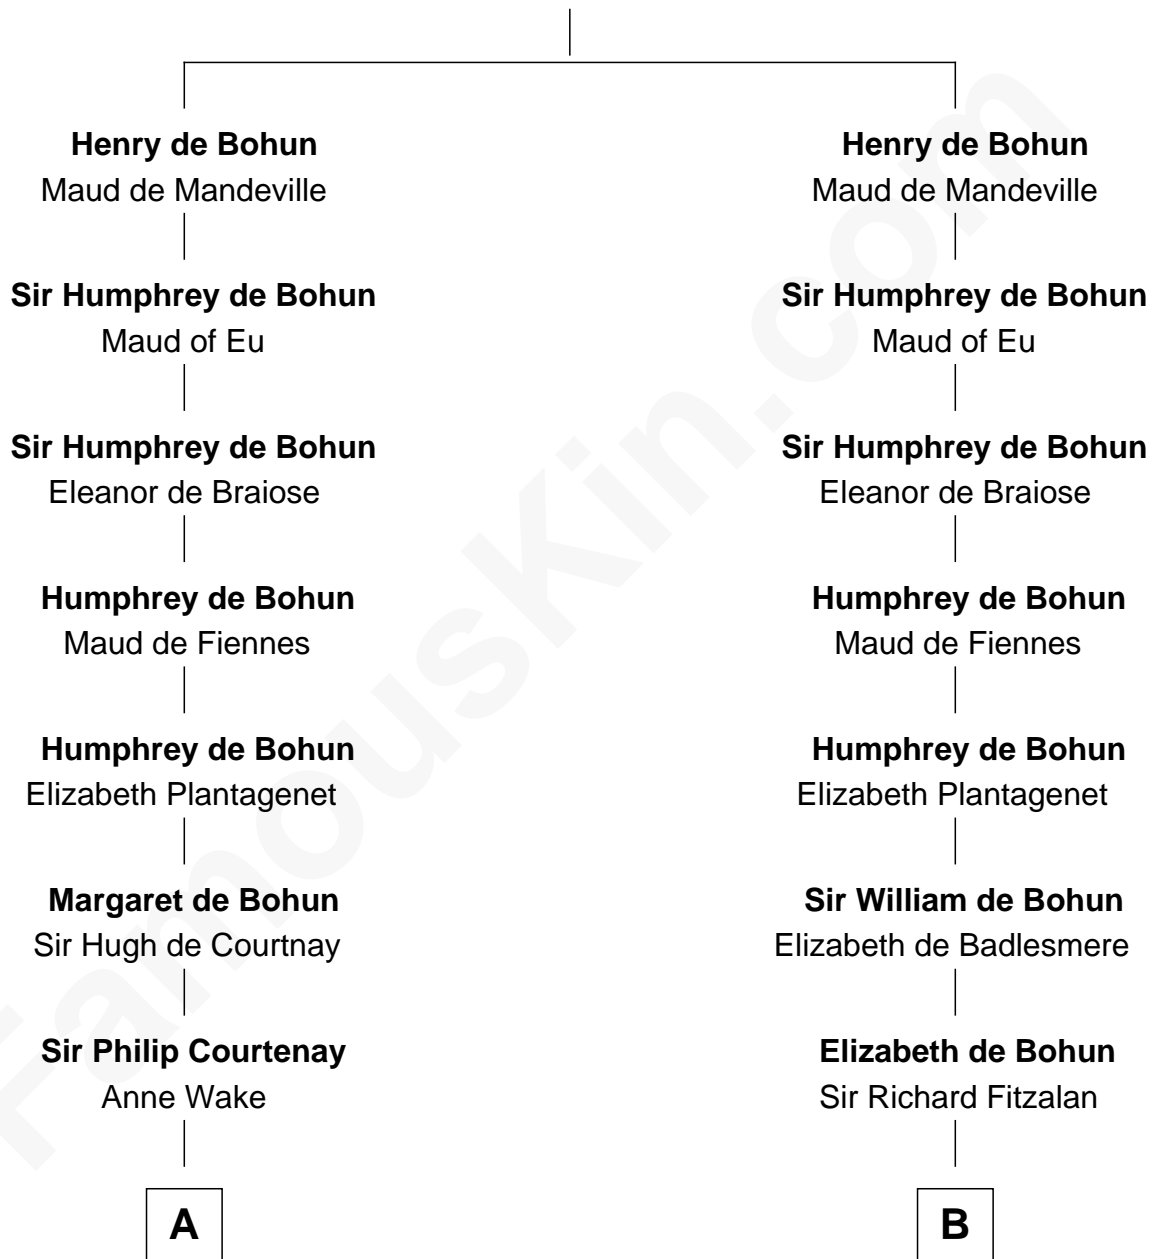 Henry de Bohun
Maud de Mandeville
Sir Humphrey de Bohun
Maud of Eu
Sir Humphrey de Bohun
Eleanor de Braiose
Humphrey de Bohun
Maud de Fiennes
Humphrey de Bohun
Elizabeth Plantagenet
Margaret de Bohun
Sir Hugh de Courtnay
Sir Philip Courtenay
Anne Wake
A
Henry de Bohun
Maud de Mandeville
Sir Humphrey de Bohun
Maud of Eu
Sir Humphrey de Bohun
Eleanor de Braiose
Humphrey de Bohun
Maud de Fiennes
Humphrey de Bohun
Elizabeth Plantagenet
Sir William de Bohun
Elizabeth de Badlesmere
Elizabeth de Bohun
Sir Richard Fitzalan
B
FamousKin.com